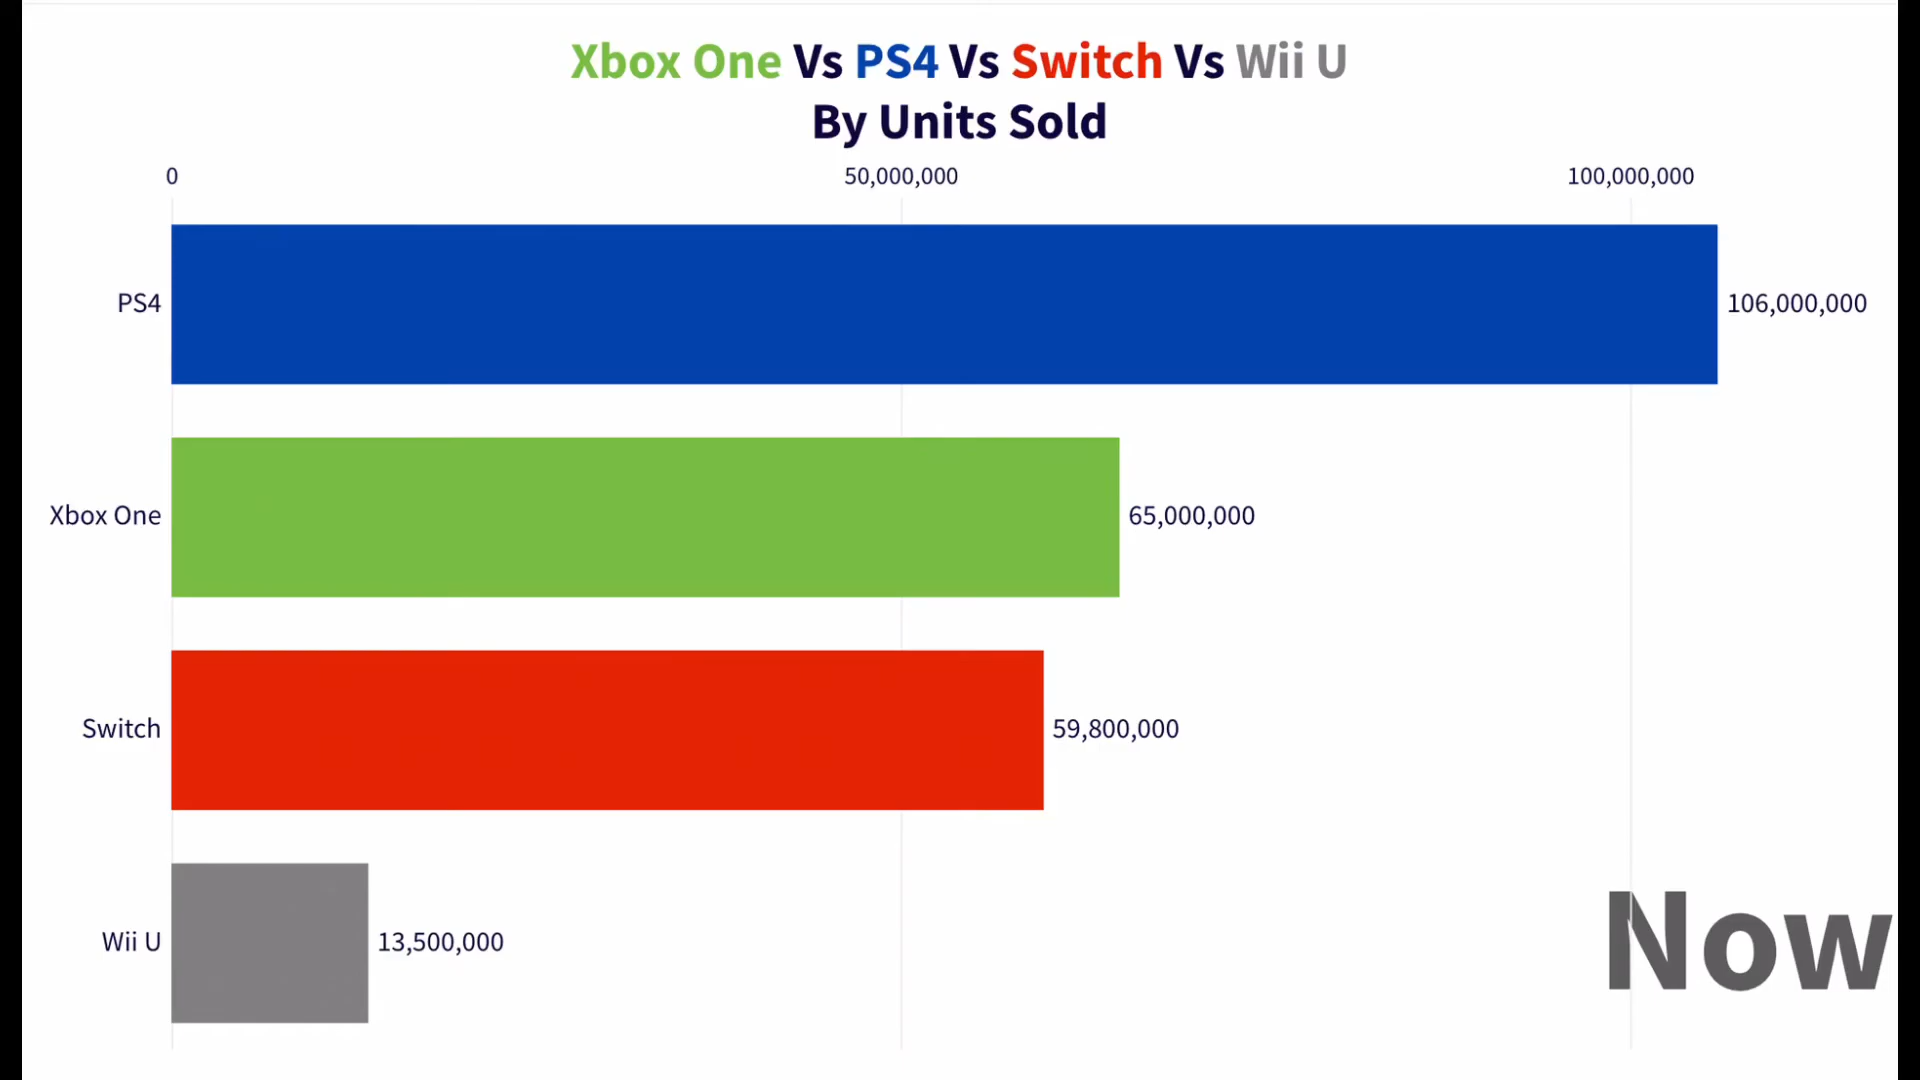 Xbox One Vs PS4 Vs Switch Vs Wii U
By Units Sold
0 50,000,000 100,000,000
PS4 106,000,000
Xbox One 65,000,000
Switch 59,800,000
Wii U 13,500,000
Now